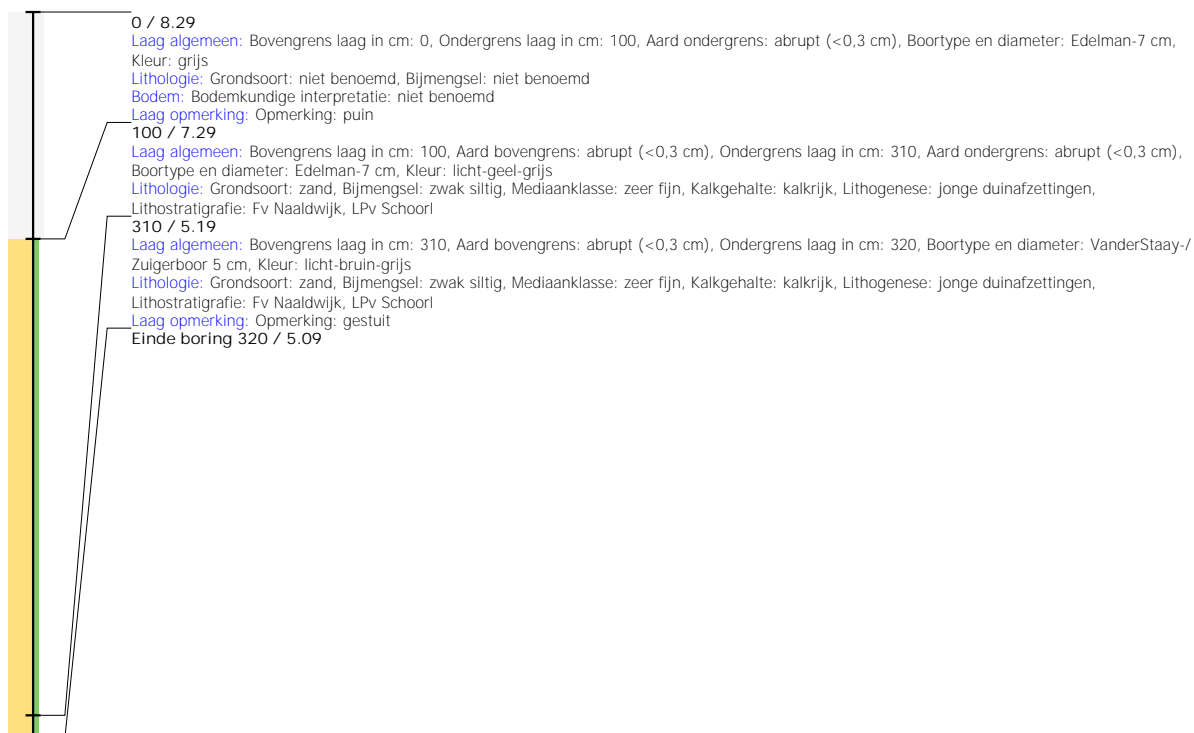 0 / 8.29
Laag algemeen: Bovengrens laag in cm: 0, Ondergrens laag in cm: 100, Aard ondergrens: abrupt (<0,3 cm), Boortype en diameter: Edelman-7 cm,
Kleur: grijs
Lithologie: Grondsoort: niet benoemd, Bijmengsel: niet benoemd
Bodem: Bodemkundige interpretatie: niet benoemd
Laag opmerking: Opmerking: puin
100 / 7.29
Laag algemeen: Bovengrens laag in cm: 100, Aard bovengrens: abrupt (<0,3 cm), Ondergrens laag in cm: 310, Aard ondergrens: abrupt (<0,3 cm),
Boortype en diameter: Edelman-7 cm, Kleur: licht-geel-grijs
Lithologie: Grondsoort: zand, Bijmengsel: zwak siltig, Mediaanklasse: zeer fijn, Kalkgehalte: kalkrijk, Lithogenese: jonge duinafzettingen,
Lithostratigrafie: Fv Naaldwijk, LPv Schoorl
310 / 5.19
Laag algemeen: Bovengrens laag in cm: 310, Aard bovengrens: abrupt (<0,3 cm), Ondergrens laag in cm: 320, Boortype en diameter: VanderStaay-/
Zuigerboor 5 cm, Kleur: licht-bruin-grijs
Lithologie: Grondsoort: zand, Bijmengsel: zwak siltig, Mediaanklasse: zeer fijn, Kalkgehalte: kalkrijk, Lithogenese: jonge duinafzettingen,
Lithostratigrafie: Fv Naaldwijk, LPv Schoorl
Laag opmerking: Opmerking: gestuit
Einde boring 320 / 5.09